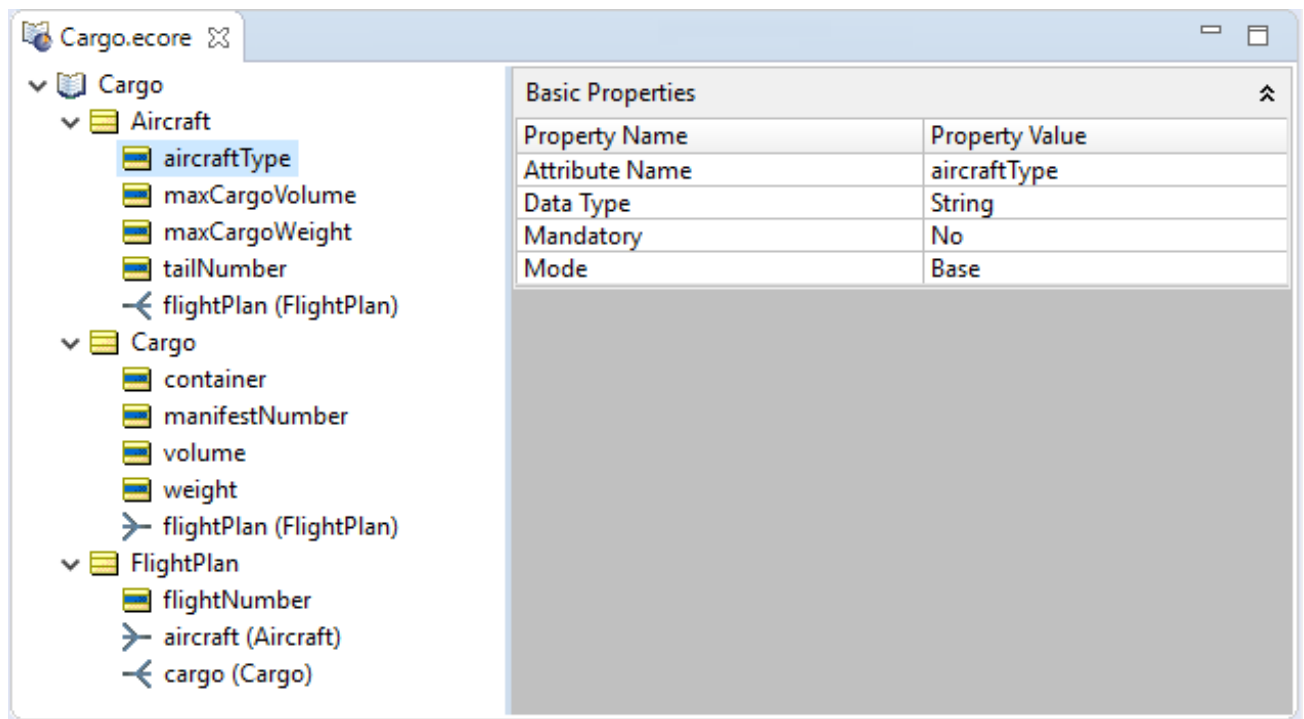 Cargo.ecore
Cargo
Aircraft
aircraftType
maxCargoVolume
maxCargoWeight
tailNumber
flightPlan (FlightPlan)
Cargo
container
manifestNumber
volume
weight
flightPlan (FlightPlan)
FlightPlan
flightNumber
aircraft (Aircraft)
cargo (Cargo)
Basic Properties
Property Name Property Value
Attribute Name aircraftType
Data Type String
Mandatory No
Mode Base